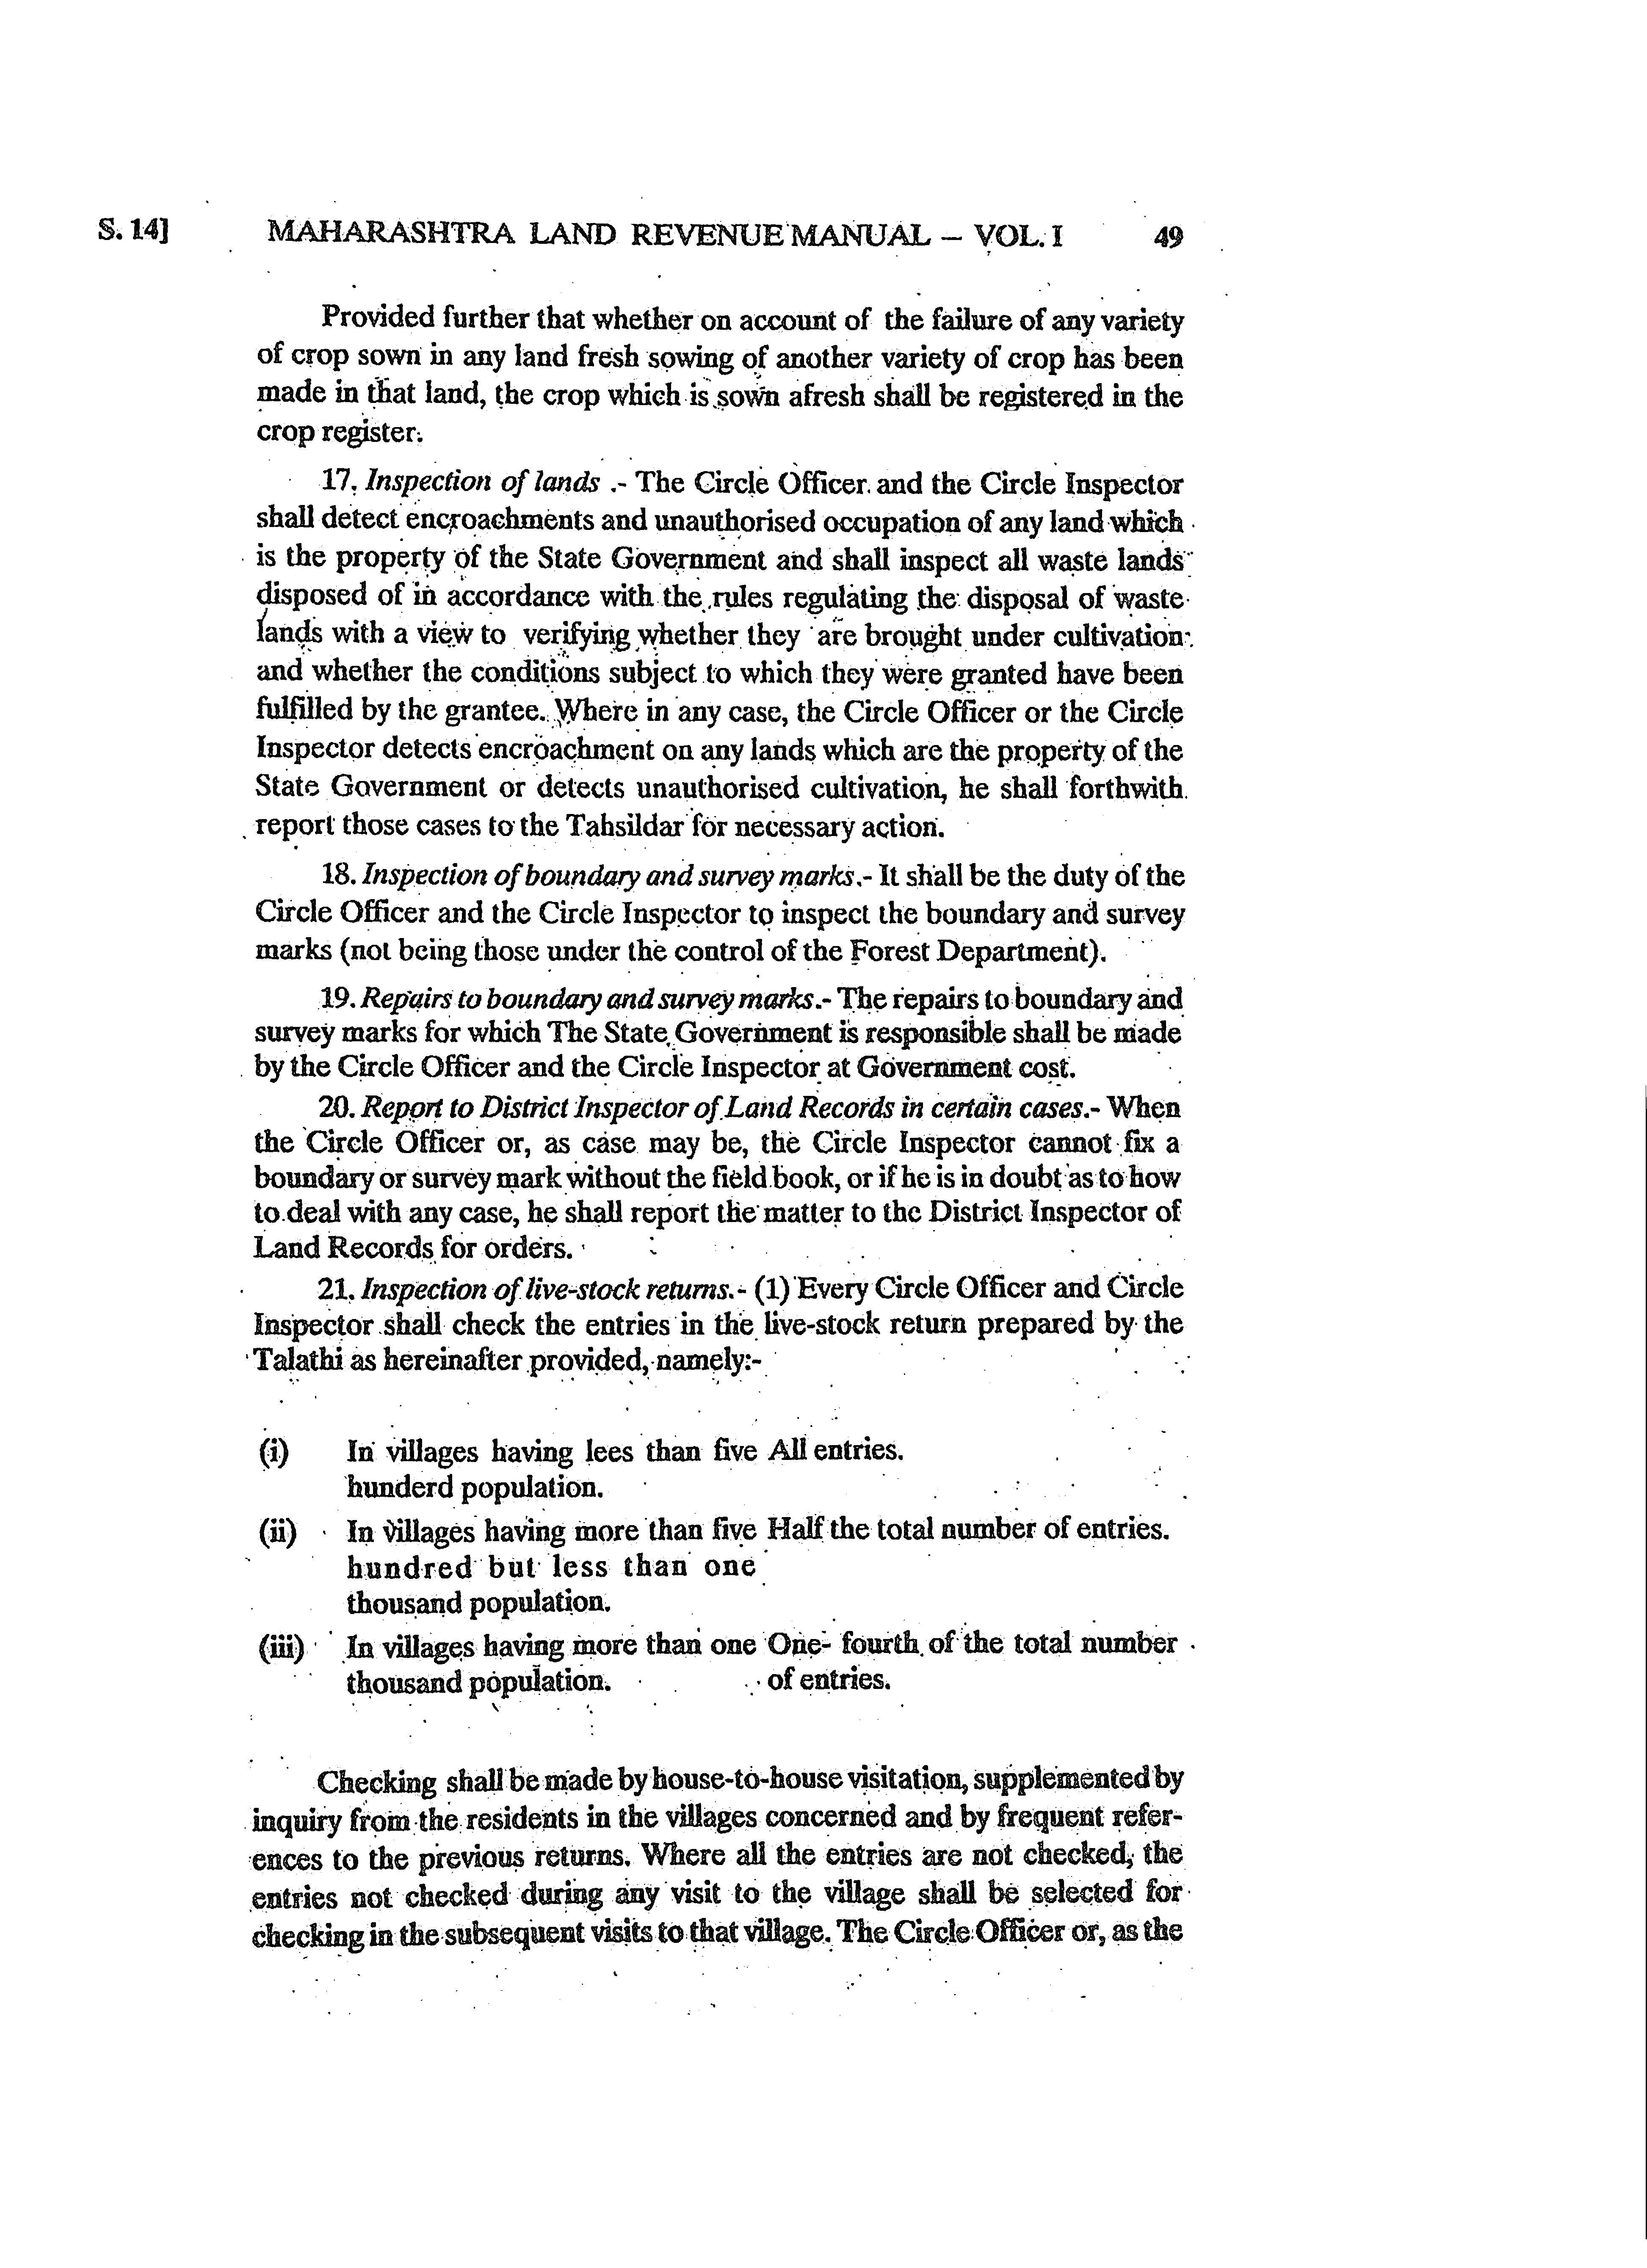 S. 14] MAHARASHTRA LAND REVENUE MANUAL – VOL. I 49
Provided further that whether on account of the failure of any variety
of crop sown in any land fresh sowing of another variety of crop has been
made in that land, the crop which is sown afresh shall be registered in the
crop register.
17. Inspection of lands .- The Circle Officer and the Circle Inspector
shall detect encroachments and unauthorised occupation of any land which
is the property of the State Government and shall inspect all waste lands
disposed of in accordance with the rules regulating the disposal of waste
lands with a view to verifying whether they are brought under cultivation
and whether the conditions subject to which they were granted have been
fulfilled by the grantee. Where in any case, the Circle Officer or the Circle
Inspector detects encroachment on any lands which are the property of the
State Government or detects unauthorised cultivation, he shall forthwith
report those cases to the Tahsildar for necessary action.
18. Inspection of boundary and survey marks.- It shall be the duty of the
Circle Officer and the Circle Inspector to inspect the boundary and survey
marks (not being those under the control of the Forest Department).
19. Repairs to boundary and survey marks.- The repairs to boundary and
survey marks for which The State Government is responsible shall be made
by the Circle Officer and the Circle Inspector at Government cost.
20. Report to District Inspector of Land Records in certain cases.- When
the Circle Officer or, as case may be, the Circle Inspector cannot fix a
boundary or survey mark without the field book, or if he is in doubt as to how
to deal with any case, he shall report the matter to the District Inspector of
Land Records for orders.
21. Inspection of live-stock returns.- (1) Every Circle Officer and Circle
Inspector shall check the entries in the live-stock return prepared by the
Talathi as hereinafter provided, namely:-
(i) In villages having lees than five All entries.
hunderd population.
(ii) In villages having more than five Half the total number of entries.
hundred but less than one
thousand population.
(iii) In villages having more than one One- fourth of the total number
thousand population. of entries.
Checking shall be made by house-to-house visitation, supplemented by
inquiry from the residents in the villages concerned and by frequent refer-
ences to the previous returns. Where all the entries are not checked, the
entries not checked during any visit to the village shall be selected for
checking in the subsequent visits to that village. The Circle Officer or, as the